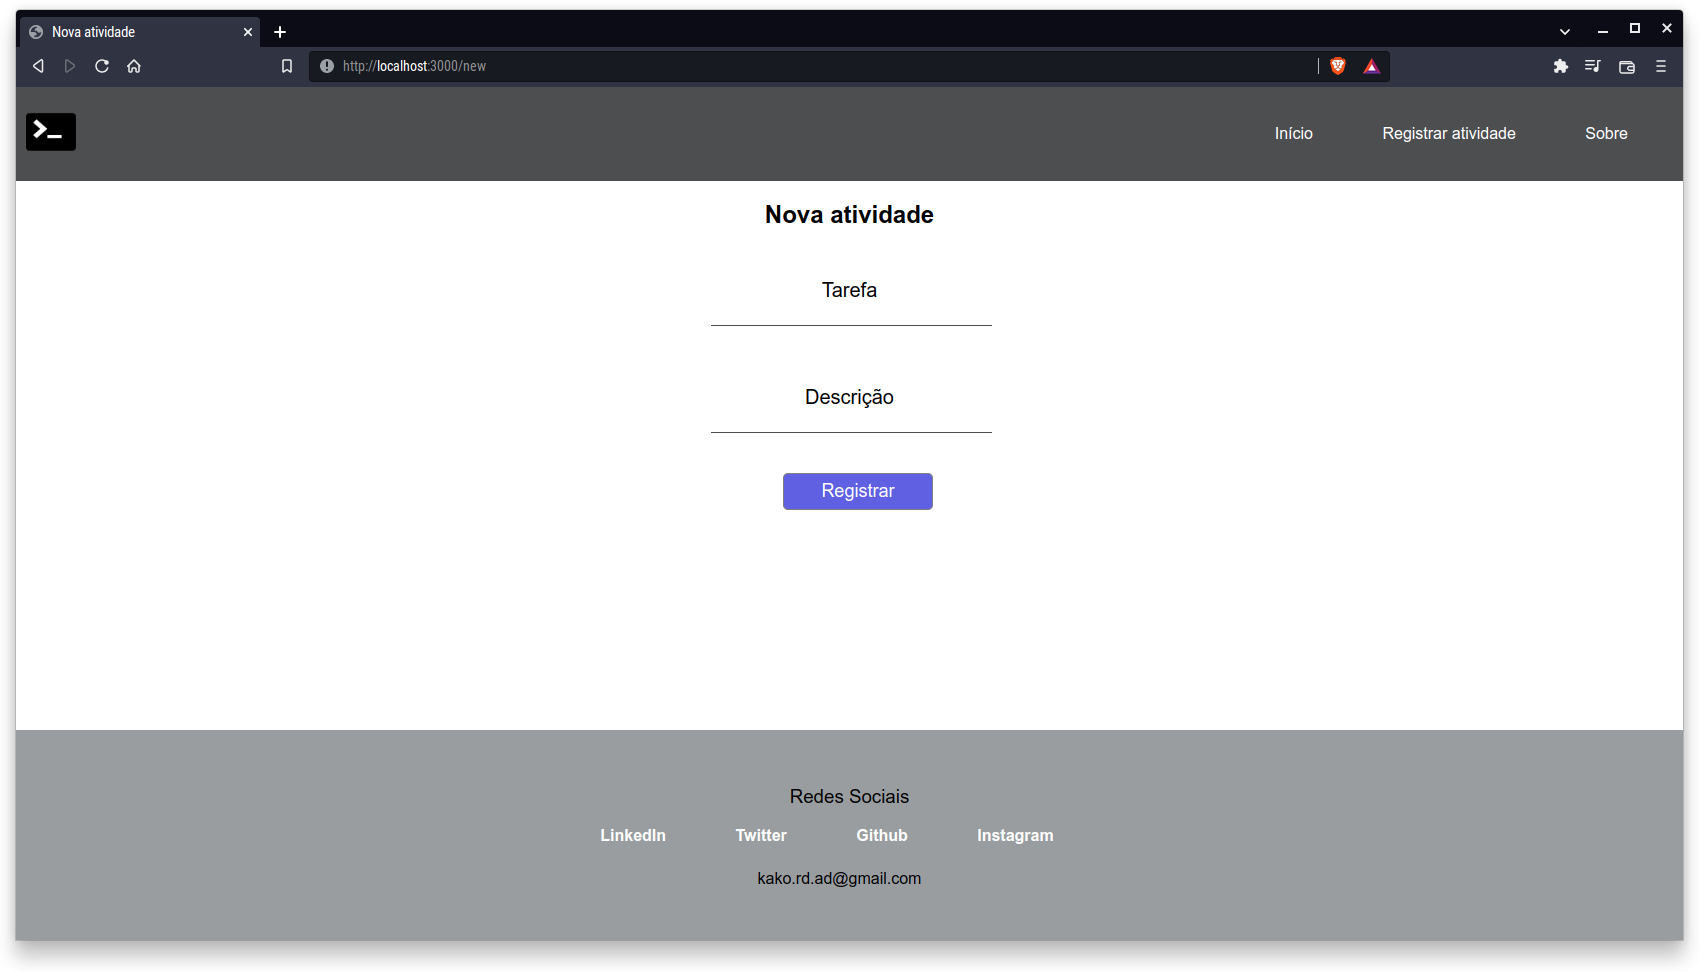 Nova atividade
http://localhost:3000/new
>_
Início Registrar atividade Sobre
Nova atividade
Tarefa
Descrição
Registrar
Redes Sociais
LinkedIn Twitter Github Instagram
kako.rd.ad@gmail.com